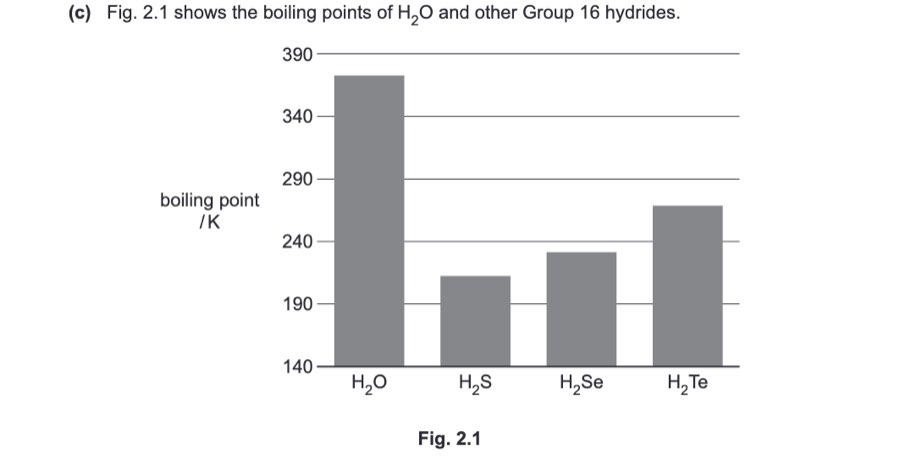 (c) Fig. 2.1 shows the boiling points of H₂O and other Group 16 hydrides.
390
340
290
boiling point
/K
240
190
140
H₂O H₂S H₂Se H₂Te
Fig. 2.1